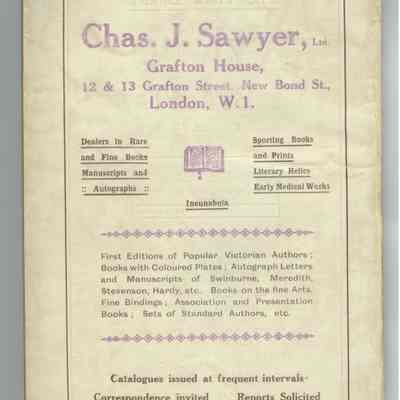 Chas. J. Sawyer, Ltd.
Grafton House,
12 & 13 Grafton Street, New Bond St.,
London, W.1.
Dealers in Rare
and Fine Books
Manuscripts and
:: Autographs ::
Sporting Books
and Prints
Literary Relics
Early Medical Works
Incunabula
First Editions of Popular Victorian Authors;
Books with Coloured Plates; Autograph Letters
and Manuscripts of Swinburne, Meredith,
Stevenson, Hardy, etc. Books on the fine Arts,
Fine Bindings; Association and Presentation
Books; Sets of Standard Authors, etc.
Catalogues issued at frequent intervals·
Correspondence invited Reports Solicited